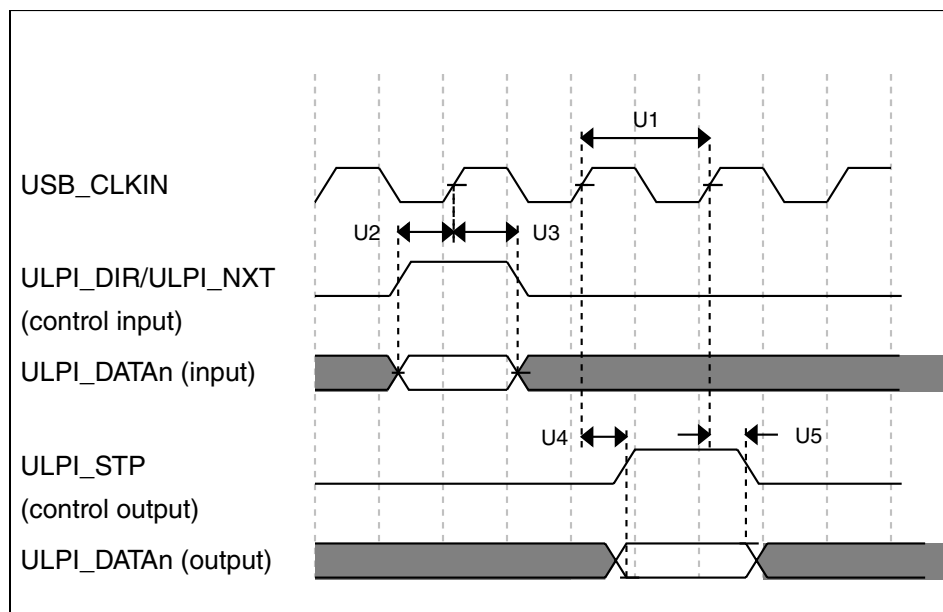 U1
USB_CLKIN
U2
U3
ULPI_DIR/ULPI_NXT
(control input)
ULPI_DATAn (input)
U4
U5
ULPI_STP
(control output)
ULPI_DATAn (output)